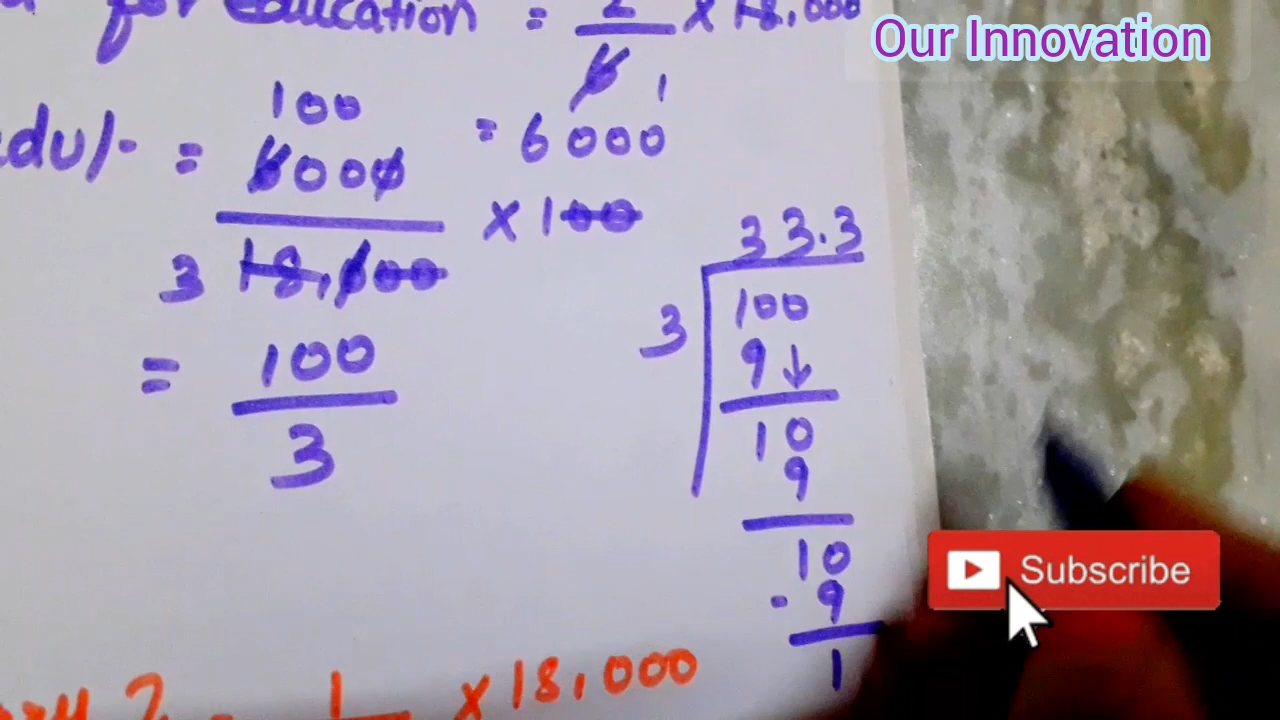 for education = 2/6 × 18,000
Our Innovation
= 6000
100
edu/. = 6000/18,000 × 100
3
= 100/3
33.3
3 100
9↓
10
9
10
- 9
1
? = 1 × 18,000
Subscribe